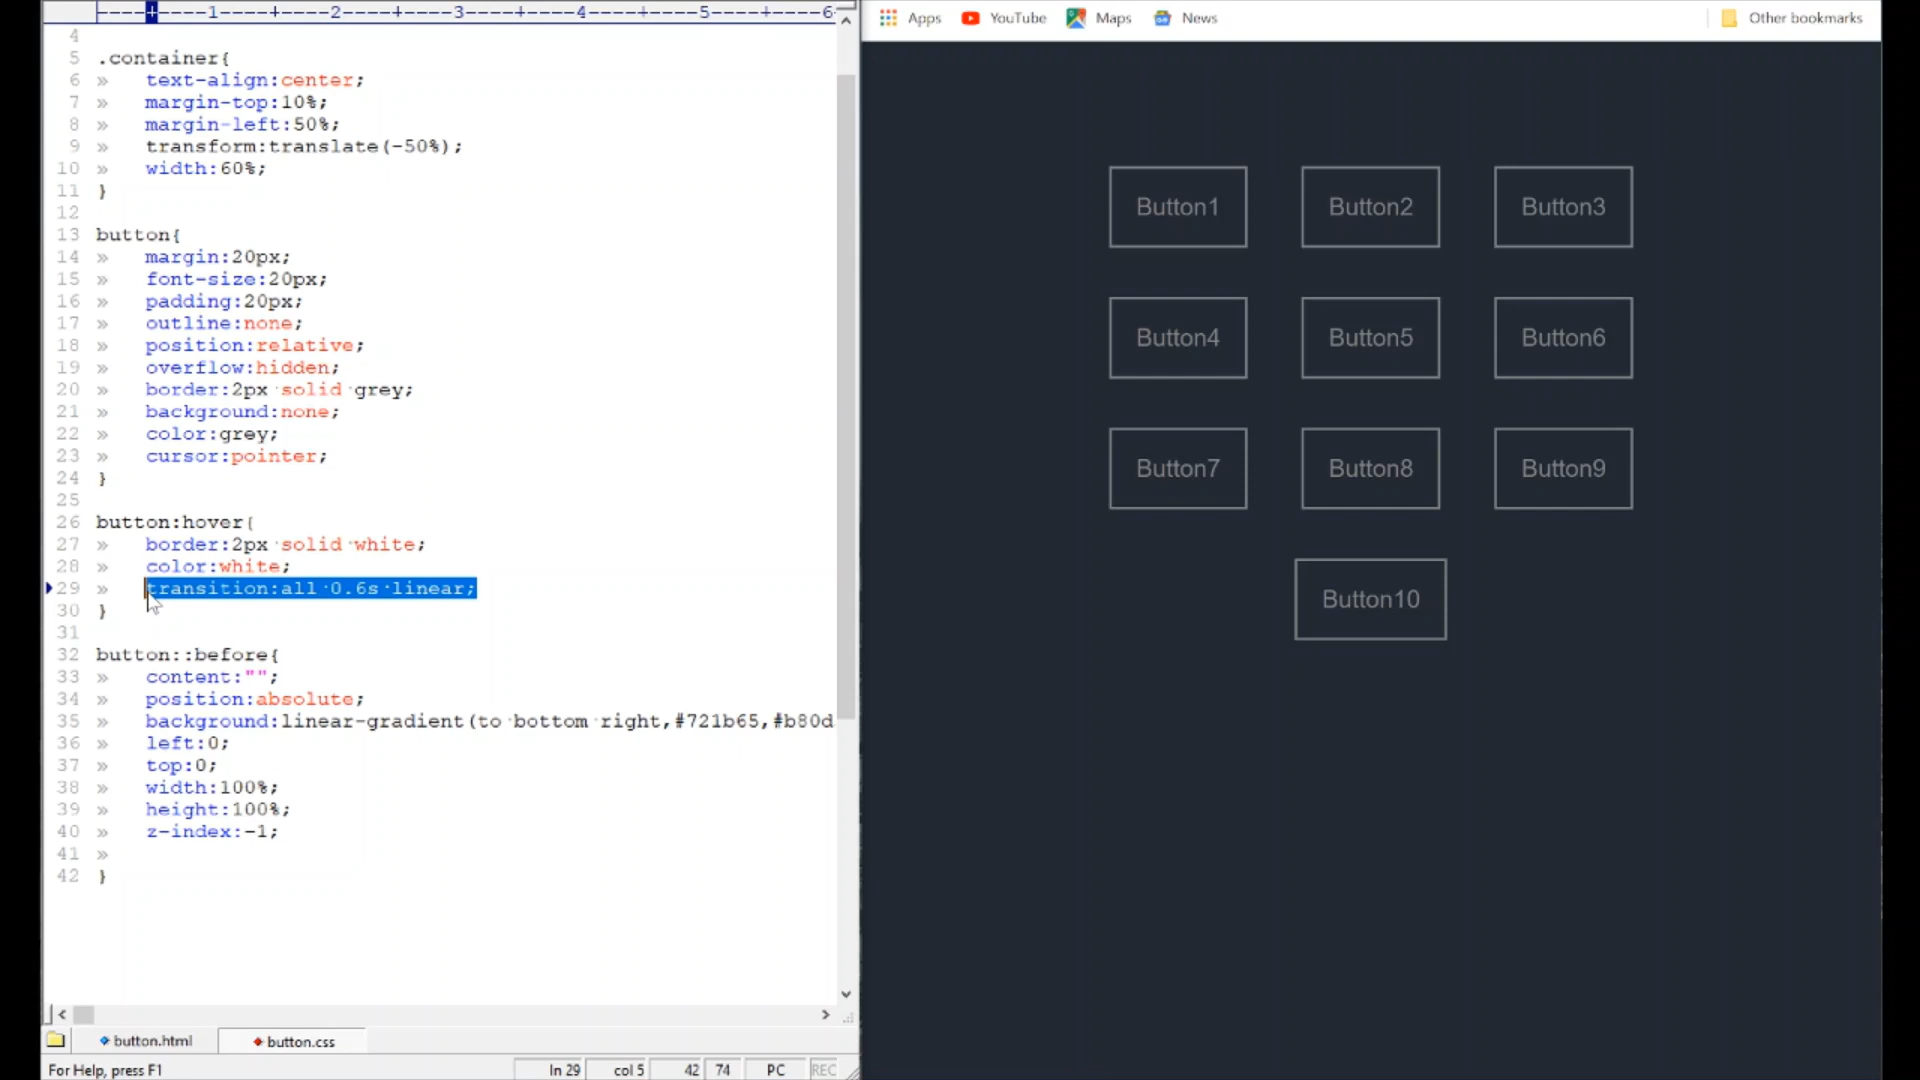 ----+----1----+----2----+----3----+----4----+----5----+----6-
4
5 .container{
6 » text-align:center;
7 » margin-top:10%;
8 » margin-left:50%;
9 » transform:translate(-50%);
10 » width:60%;
11 }
12
13 button{
14 » margin:20px;
15 » font-size:20px;
16 » padding:20px;
17 » outline:none;
18 » position:relative;
19 » overflow:hidden;
20 » border:2px·solid·grey;
21 » background:none;
22 » color:grey;
23 » cursor:pointer;
24 }
25
26 button:hover{
27 » border:2px·solid·white;
28 » color:white;
29 » transition:all·0.6s·linear;
30 }
31
32 button::before{
33 » content:"";
34 » position:absolute;
35 » background:linear-gradient(to·bottom·right,#721b65,#b80d
36 » left:0;
37 » top:0;
38 » width:100%;
39 » height:100%;
40 » z-index:-1;
41 »
42 }
button.html button.css
For Help, press F1 ln 29 col 5 42 74 PC REC
Apps YouTube Maps News Other bookmarks
Button1 Button2 Button3
Button4 Button5 Button6
Button7 Button8 Button9
Button10